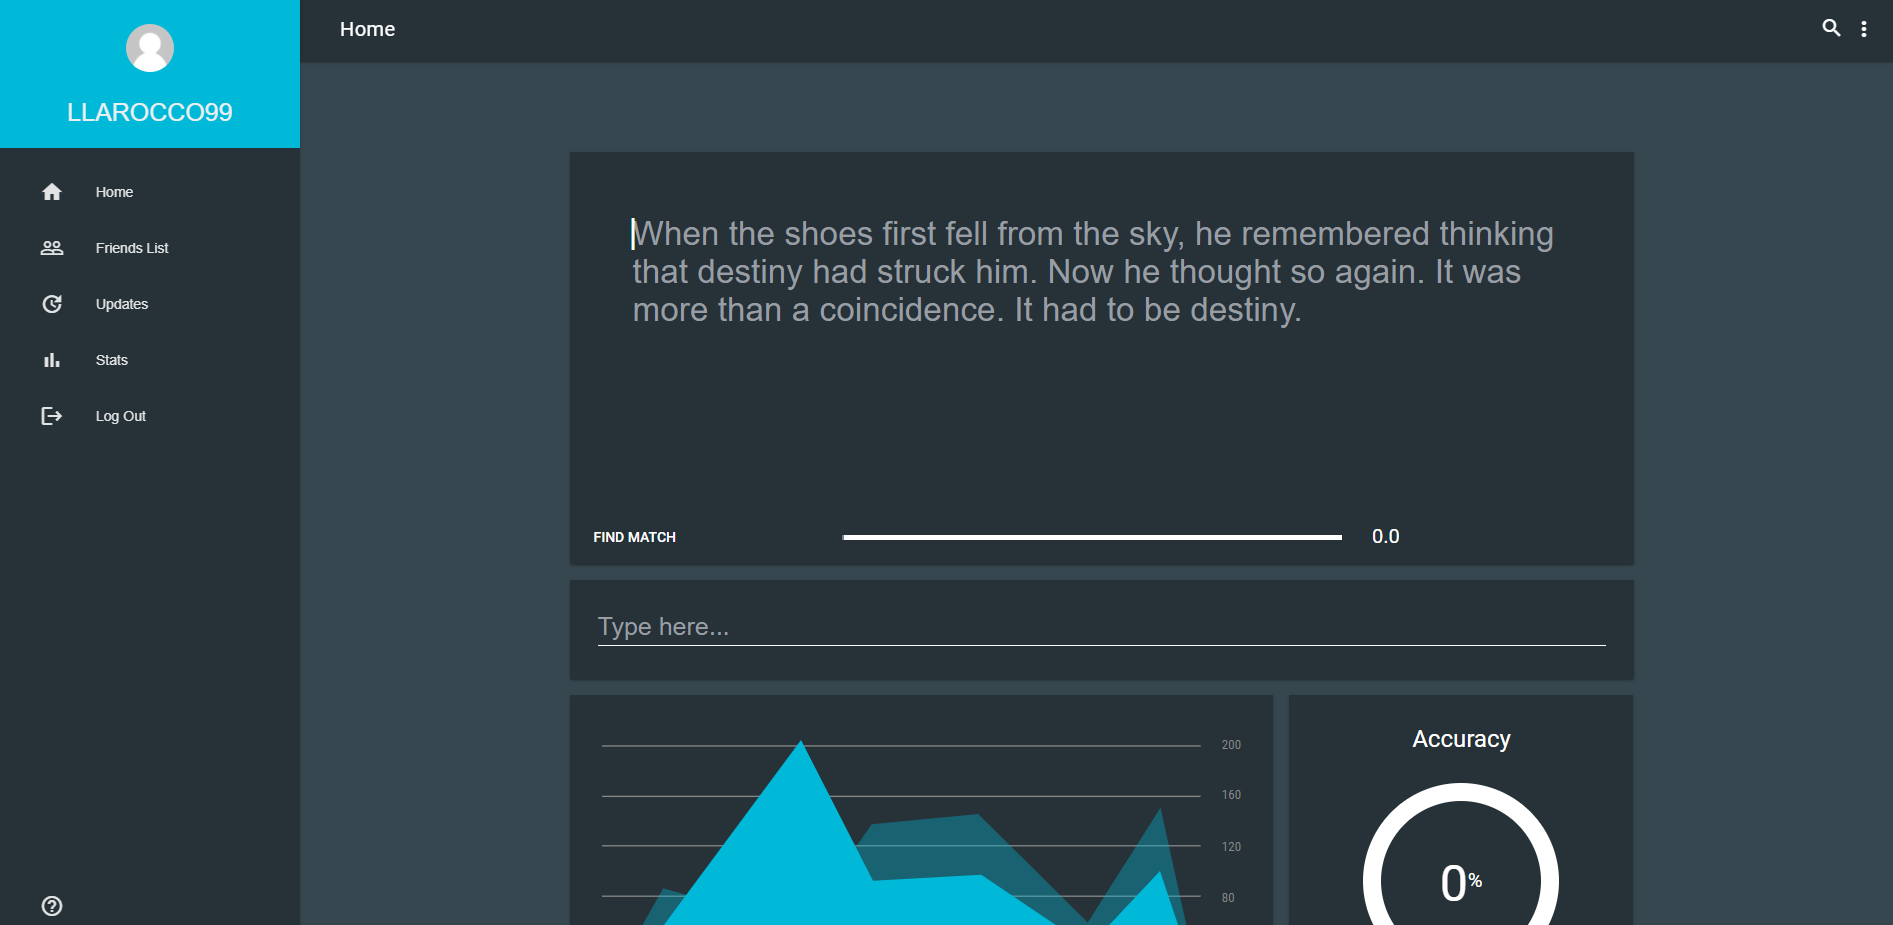 LLAROCCO99
Home
Friends List
Updates
Stats
Log Out
Home
When the shoes first fell from the sky, he remembered thinking
that destiny had struck him. Now he thought so again. It was
more than a coincidence. It had to be destiny.
FIND MATCH
0.0
Type here...
200
160
120
80
Accuracy
0%